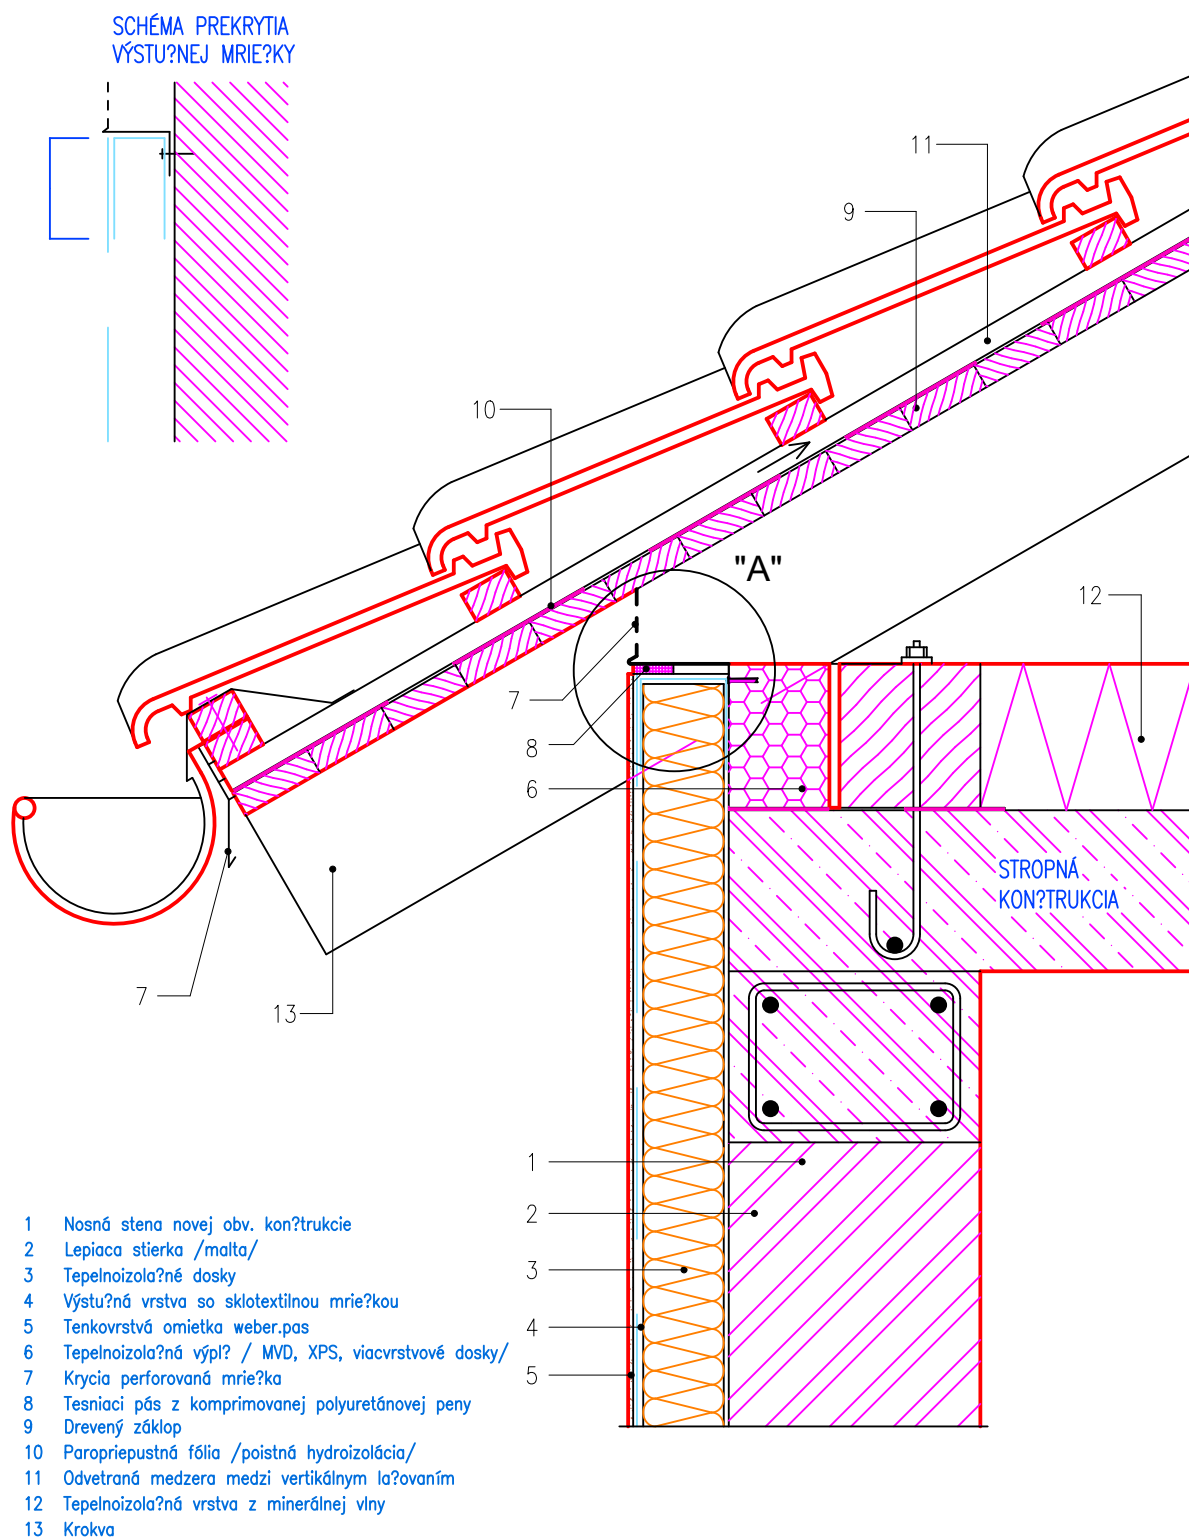 SCHÉMA PREKRYTIA
VÝSTU?NEJ MRIE?KY
11
9
10
"A"
12
7
8
6
STROPNÁ
KON?TRUKCIA
7
13
1
2
3
4
5
1 Nosná stena novej obv. kon?trukcie
2 Lepiaca stierka /malta/
3 Tepelnoizola?né dosky
4 Výstu?ná vrstva so sklotextilnou mrie?kou
5 Tenkovrstvá omietka weber.pas
6 Tepelnoizola?ná výpl? / MVD, XPS, viacvrstvové dosky/
7 Krycia perforovaná mrie?ka
8 Tesniaci pás z komprimovanej polyuretánovej peny
9 Drevený záklop
10 Paropriepustná fólia /poistná hydroizolácia/
11 Odvetraná medzera medzi vertikálnym la?ovaním
12 Tepelnoizola?ná vrstva z minerálnej vlny
13 Krokva